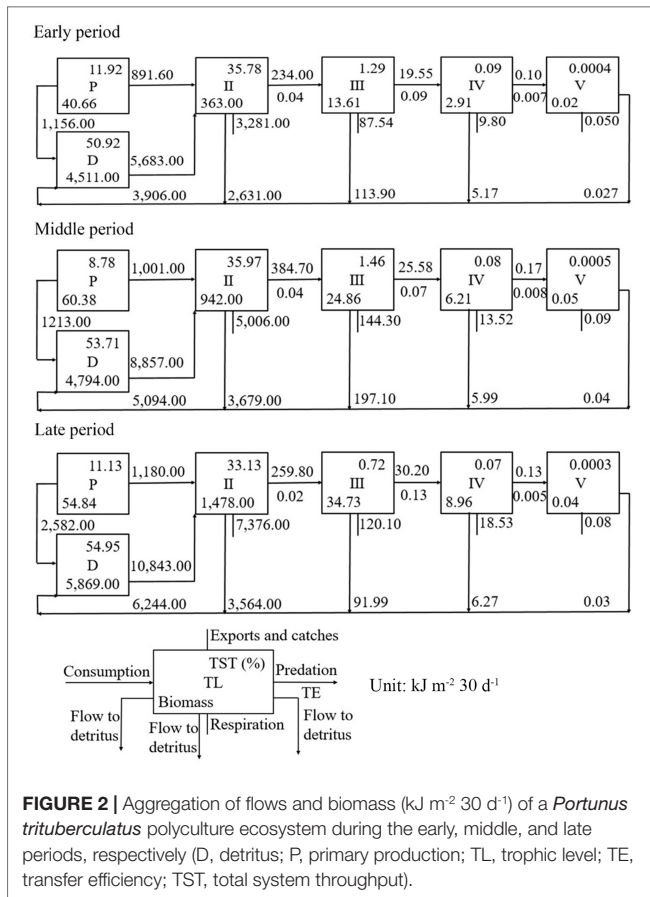 Early period
11.92 891.60 35.78 234.00 1.29 19.55 0.09 0.10 0.0004
P II 0.04 III 0.09 IV 0.007 V
40.66 363.00 13.61 2.91 0.02
1,156.00 3,281.00 87.54 9.80 0.050
50.92
D 5,683.00
4,511.00
3,906.00 2,631.00 113.90 5.17 0.027
Middle period
8.78 1,001.00 35.97 384.70 1.46 25.58 0.08 0.17 0.0005
P II 0.04 III 0.07 IV 0.008 V
60.38 942.00 24.86 6.21 0.05
1213.00 5,006.00 144.30 13.52 0.09
53.71
D 8,857.00
4,794.00
5,094.00 3,679.00 197.10 5.99 0.04
Late period
11.13 1,180.00 33.13 259.80 0.72 30.20 0.07 0.13 0.0003
P II 0.02 III 0.13 IV 0.005 V
54.84 1,478.00 34.73 8.96 0.04
2,582.00 7,376.00 120.10 18.53 0.08
54.95
D 10,843.00
5,869.00
6,244.00 3,564.00 91.99 6.27 0.03
Exports and catches
Consumption TST (%) Predation
TL TE Unit: kJ m⁻² 30 d⁻¹
Biomass
Flow to detritus Flow to detritus Respiration Flow to detritus
FIGURE 2 | Aggregation of flows and biomass (kJ m⁻² 30 d⁻¹) of a Portunus
trituberculatus polyculture ecosystem during the early, middle, and late
periods, respectively (D, detritus; P, primary production; TL, trophic level; TE,
transfer efficiency; TST, total system throughput).